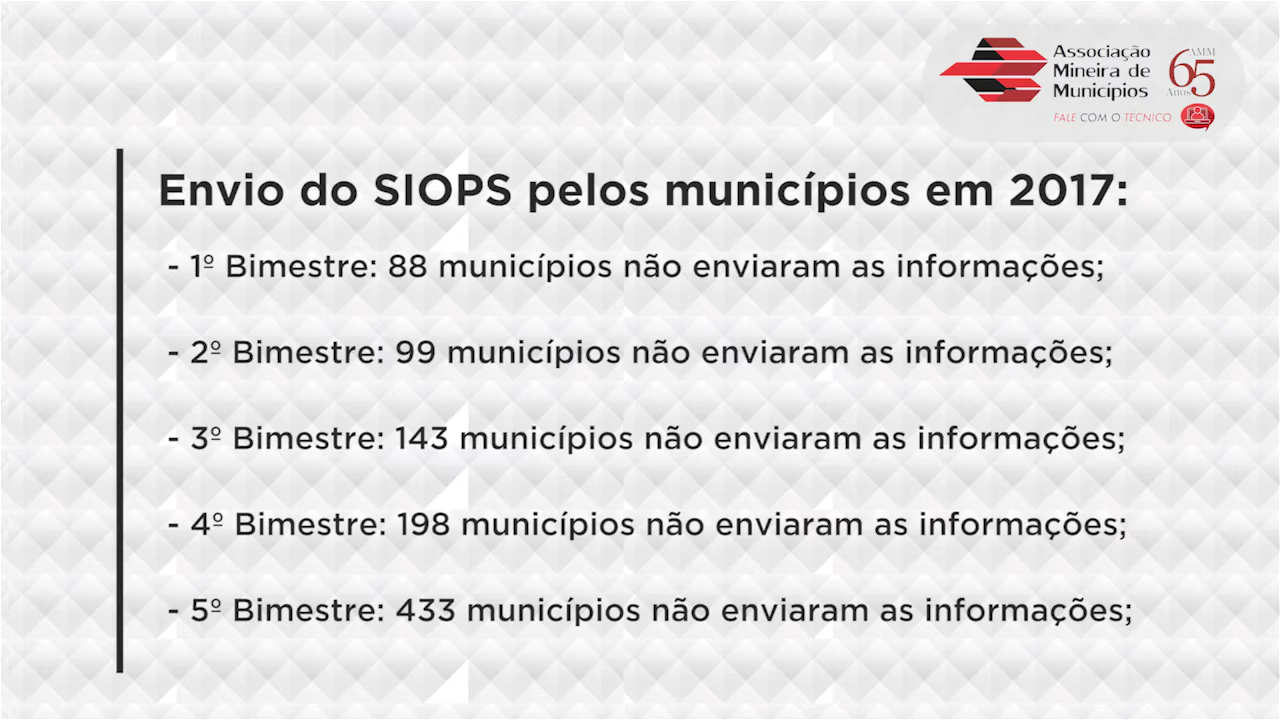 Associação
Mineira de
Municípios
AMM
65
Anos
FALE COM O TÉCNICO
Envio do SIOPS pelos municípios em 2017:
- 1º Bimestre: 88 municípios não enviaram as informações;
- 2º Bimestre: 99 municípios não enviaram as informações;
- 3º Bimestre: 143 municípios não enviaram as informações;
- 4º Bimestre: 198 municípios não enviaram as informações;
- 5º Bimestre: 433 municípios não enviaram as informações;